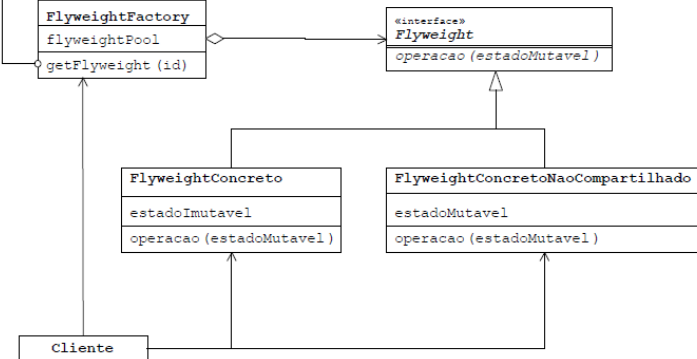 FlyweightFactory
flyweightPool
getFlyweight(id)
«interface»
Flyweight
operacao(estadoMutavel)
FlyweightConcreto
estadoImutavel
operacao(estadoMutavel)
FlyweightConcretoNaoCompartilhado
estadoMutavel
operacao(estadoMutavel)
Cliente